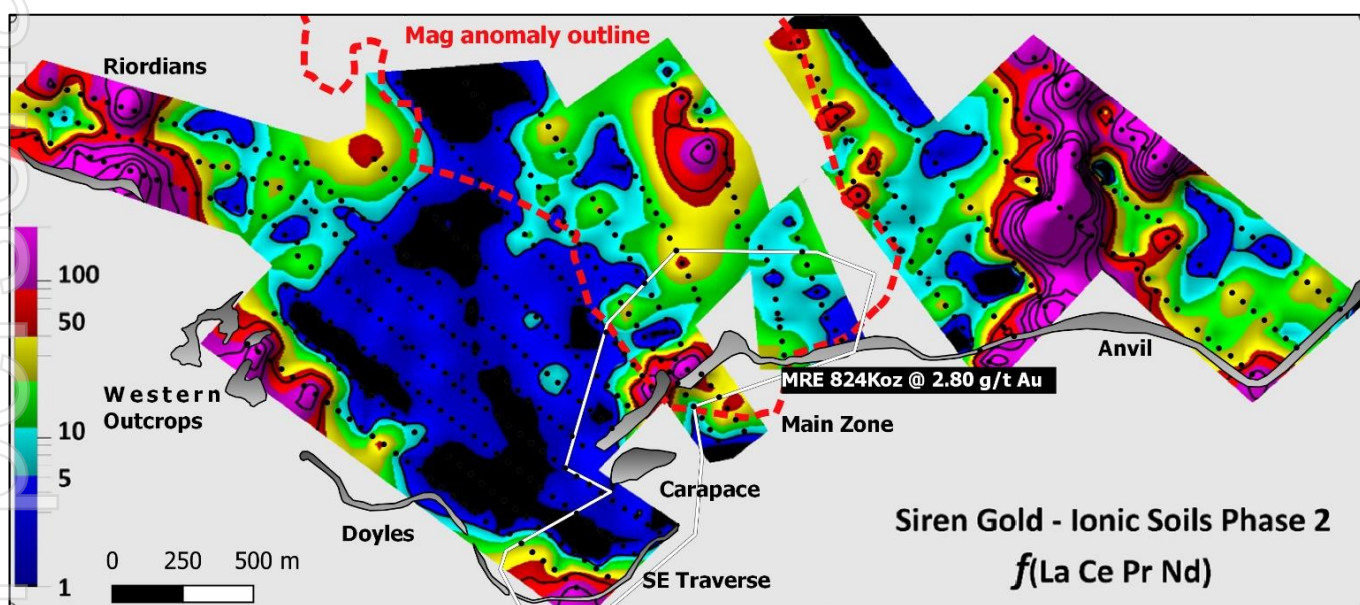 Mag anomaly outline
Riordians
100
50
10
5
1
Western
Outcrops
Doyles
0 250 500 m
SE Traverse
Carapace
Main Zone
MRE 824Koz @ 2.80 g/t Au
Anvil
Siren Gold - Ionic Soils Phase 2
f(La Ce Pr Nd)